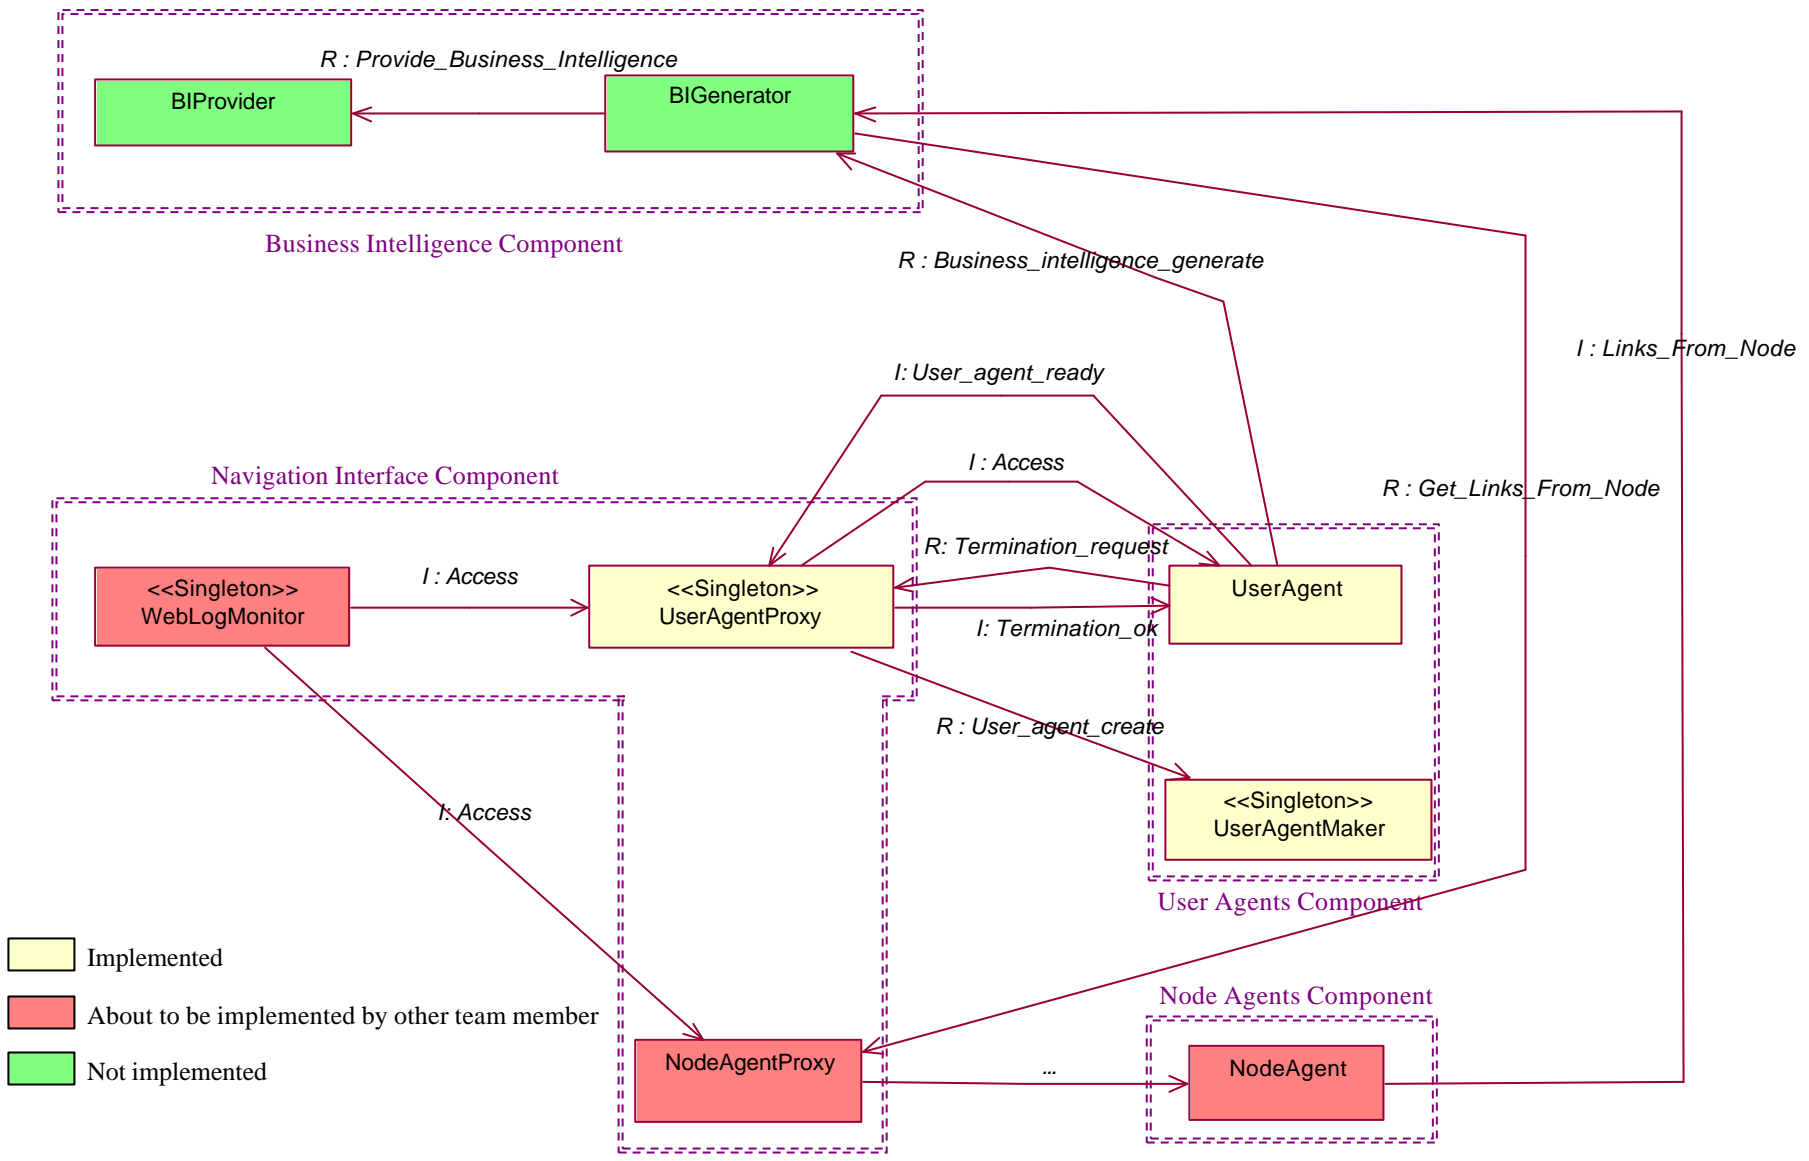 R : Provide_Business_Intelligence
BIProvider
BIGenerator
Business Intelligence Component
R : Business_intelligence_generate
I : Links_From_Node
I: User_agent_ready
I : Access
Navigation Interface Component
R : Get_Links_From_Node
R: Termination_request
I : Access
<<Singleton>>
WebLogMonitor
<<Singleton>>
UserAgentProxy
UserAgent
I: Termination_ok
R : User_agent_create
I: Access
<<Singleton>>
UserAgentMaker
User Agents Component
Implemented
About to be implemented by other team member
Not implemented
Node Agents Component
NodeAgentProxy
...
NodeAgent